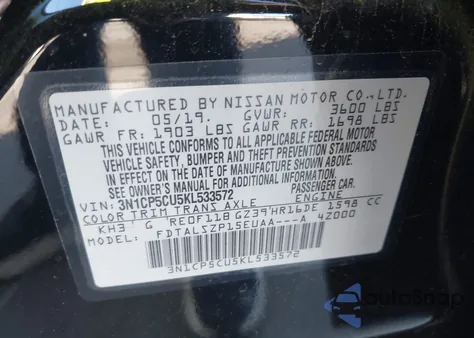 MANUFACTURED BY NISSAN MOTOR CO.,LTD.
DATE: 05/19. GVWR: 3600 LBS
GAWR FR: 1903 LBS GAWR RR: 1698 LBS
THIS VEHICLE CONFORMS TO ALL APPLICABLE FEDERAL MOTOR
VEHICLE SAFETY, BUMPER AND THEFT PREVENTION STANDARDS
IN EFFECT ON THE DATE OF MANUFACTURE SHOWN ABOVE.
SEE OWNER'S MANUAL FOR ADDITIONAL INFORMATION.
VIN: 3N1CP5CU5KL533572
COLOR TRIM TRANS AXLE ENGINE
KH3 G RE0F11B GZ39 HR16DE 1598 CC
MODEL OF: FDTALSZP15EUAA---A 4Z000
3N1CP5CU5KL533572
autoSnap